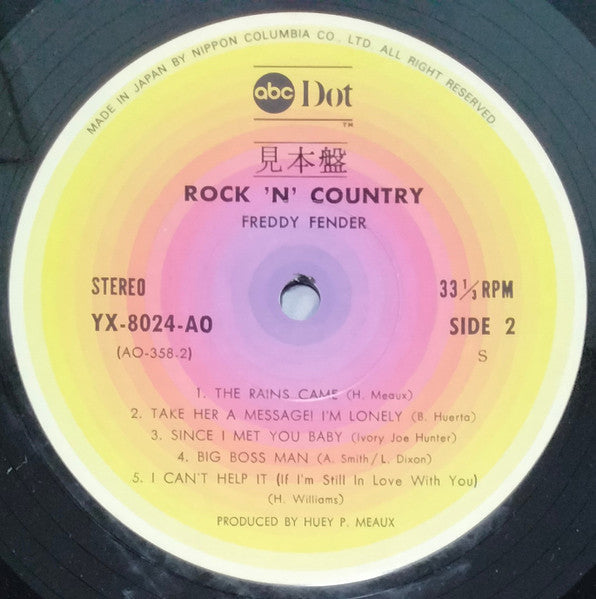 MADE IN JAPAN BY NIPPON COLUMBIA CO., LTD. ALL RIGHT RESERVED
abc Dot
TM
見本盤
ROCK 'N' COUNTRY
FREDDY FENDER
STEREO
33 1/3 RPM
YX-8024-AO
SIDE 2
(AO-358-2)
S
1. THE RAINS CAME (H. Meaux)
2. TAKE HER A MESSAGE! I'M LONELY (B. Huerta)
3. SINCE I MET YOU BABY (Ivory Joe Hunter)
4. BIG BOSS MAN (A. Smith/L. Dixon)
5. I CAN'T HELP IT (If I'm Still In Love With You)
(H. Williams)
PRODUCED BY HUEY P. MEAUX